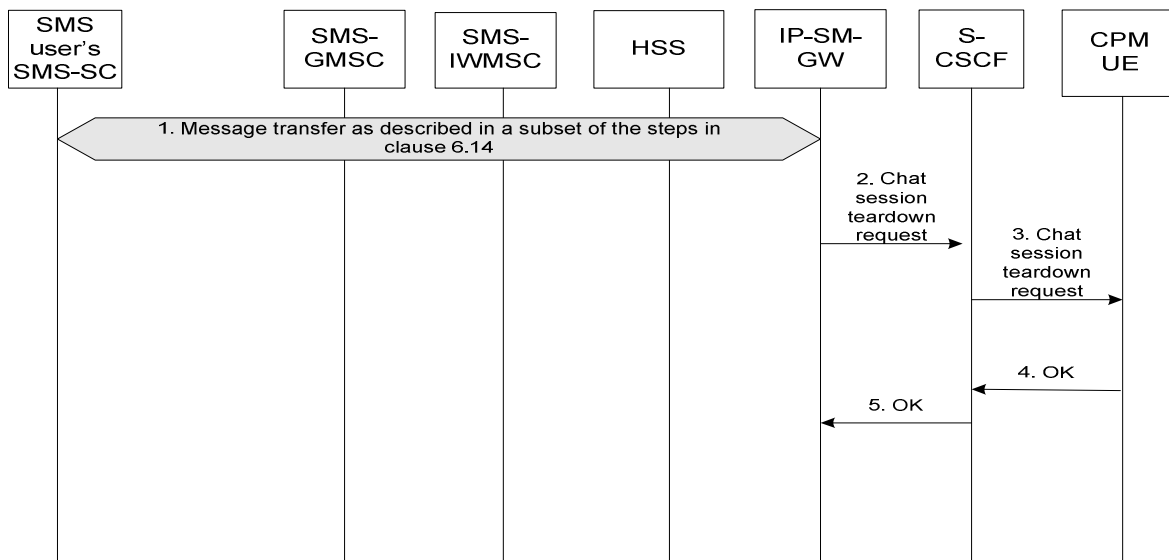 SMS
user's
SMS-SC
SMS-
GMSC
SMS-
IWMSC
HSS
IP-SM-
GW
S-
CSCF
CPM
UE
1. Message transfer as described in a subset of the steps in
clause 6.14
2. Chat
session
teardown
request
3. Chat
session
teardown
request
4. OK
5. OK